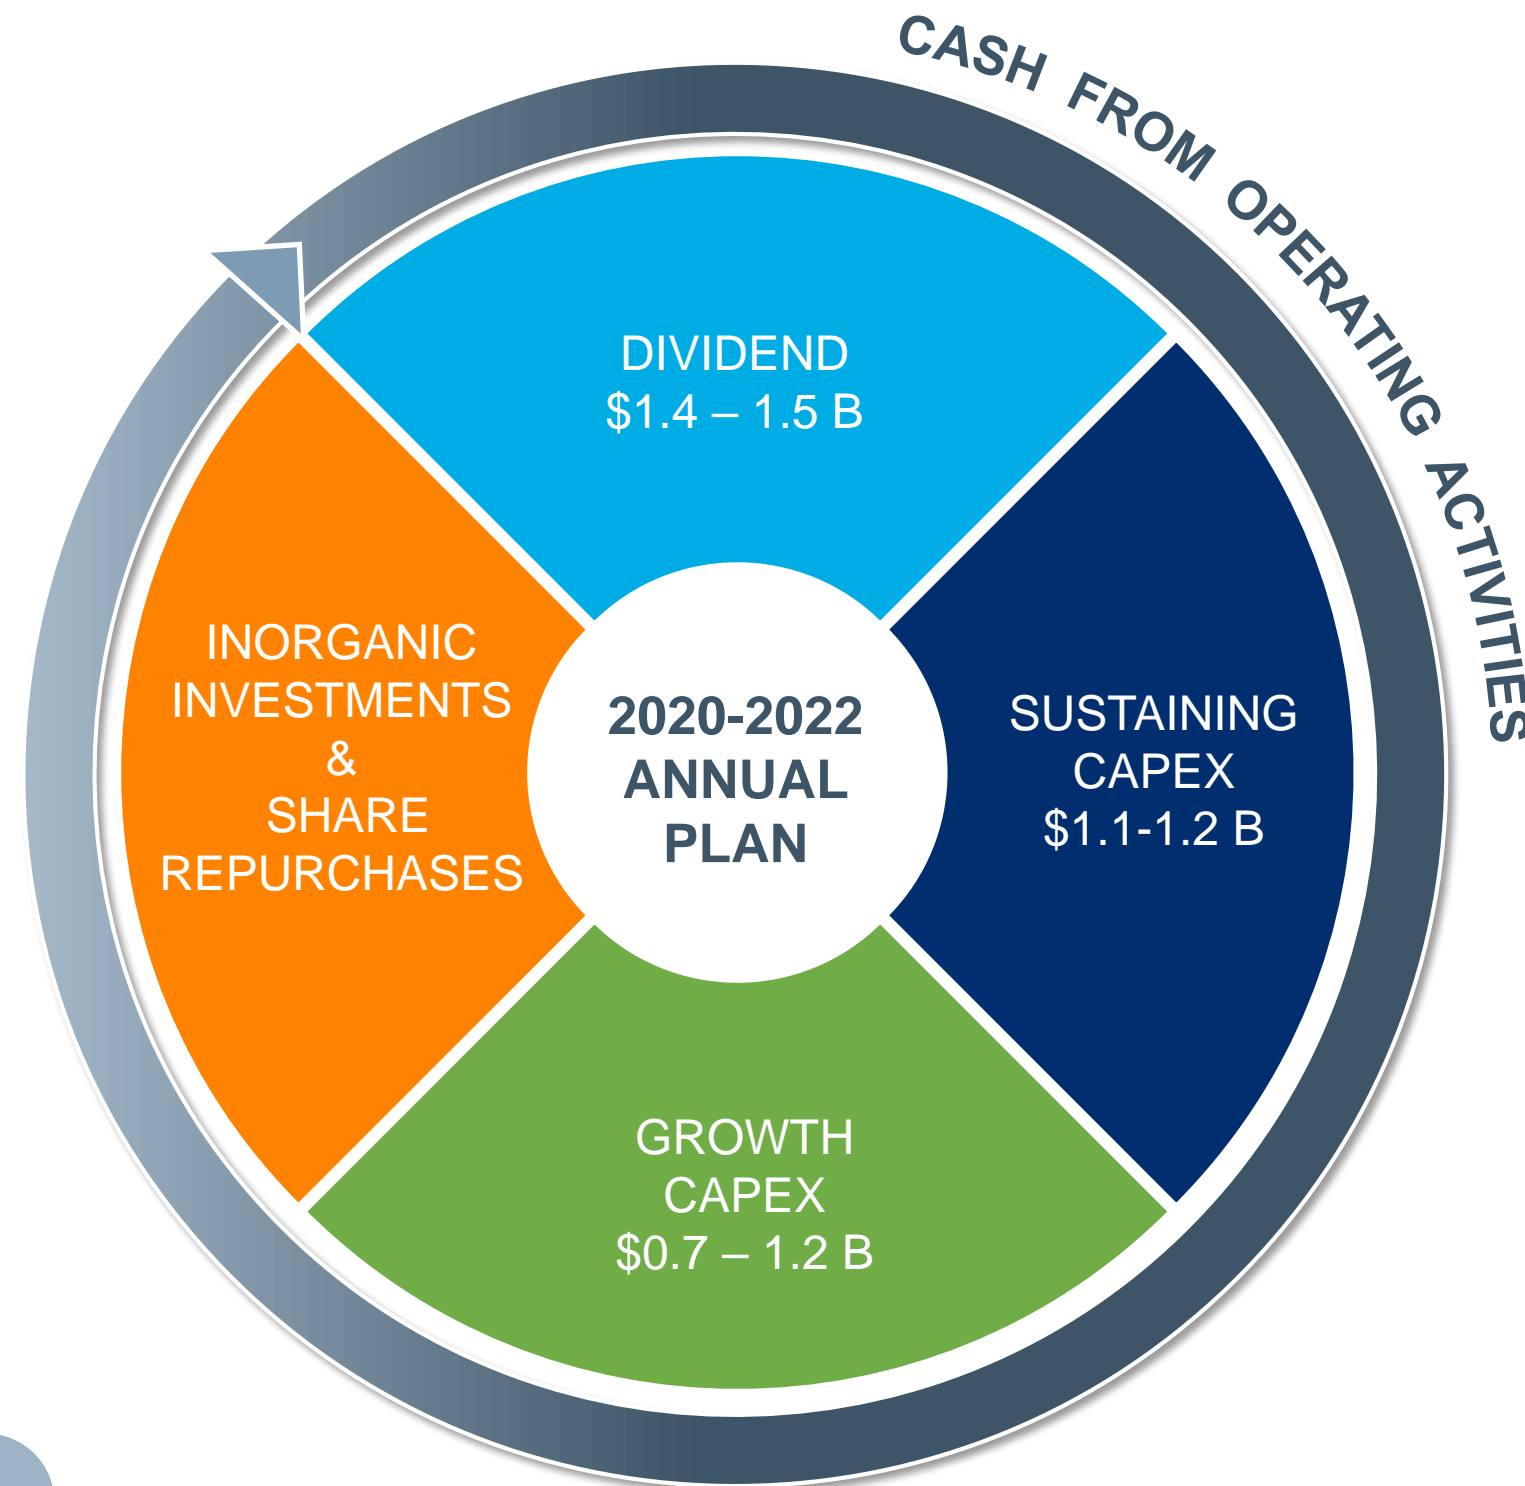 CASH FROM OPERATING ACTIVITIES
DIVIDEND
$1.4 – 1.5 B
INORGANIC
INVESTMENTS
&
SHARE
REPURCHASES
2020-2022
ANNUAL
PLAN
SUSTAINING
CAPEX
$1.1-1.2 B
GROWTH
CAPEX
$0.7 – 1.2 B